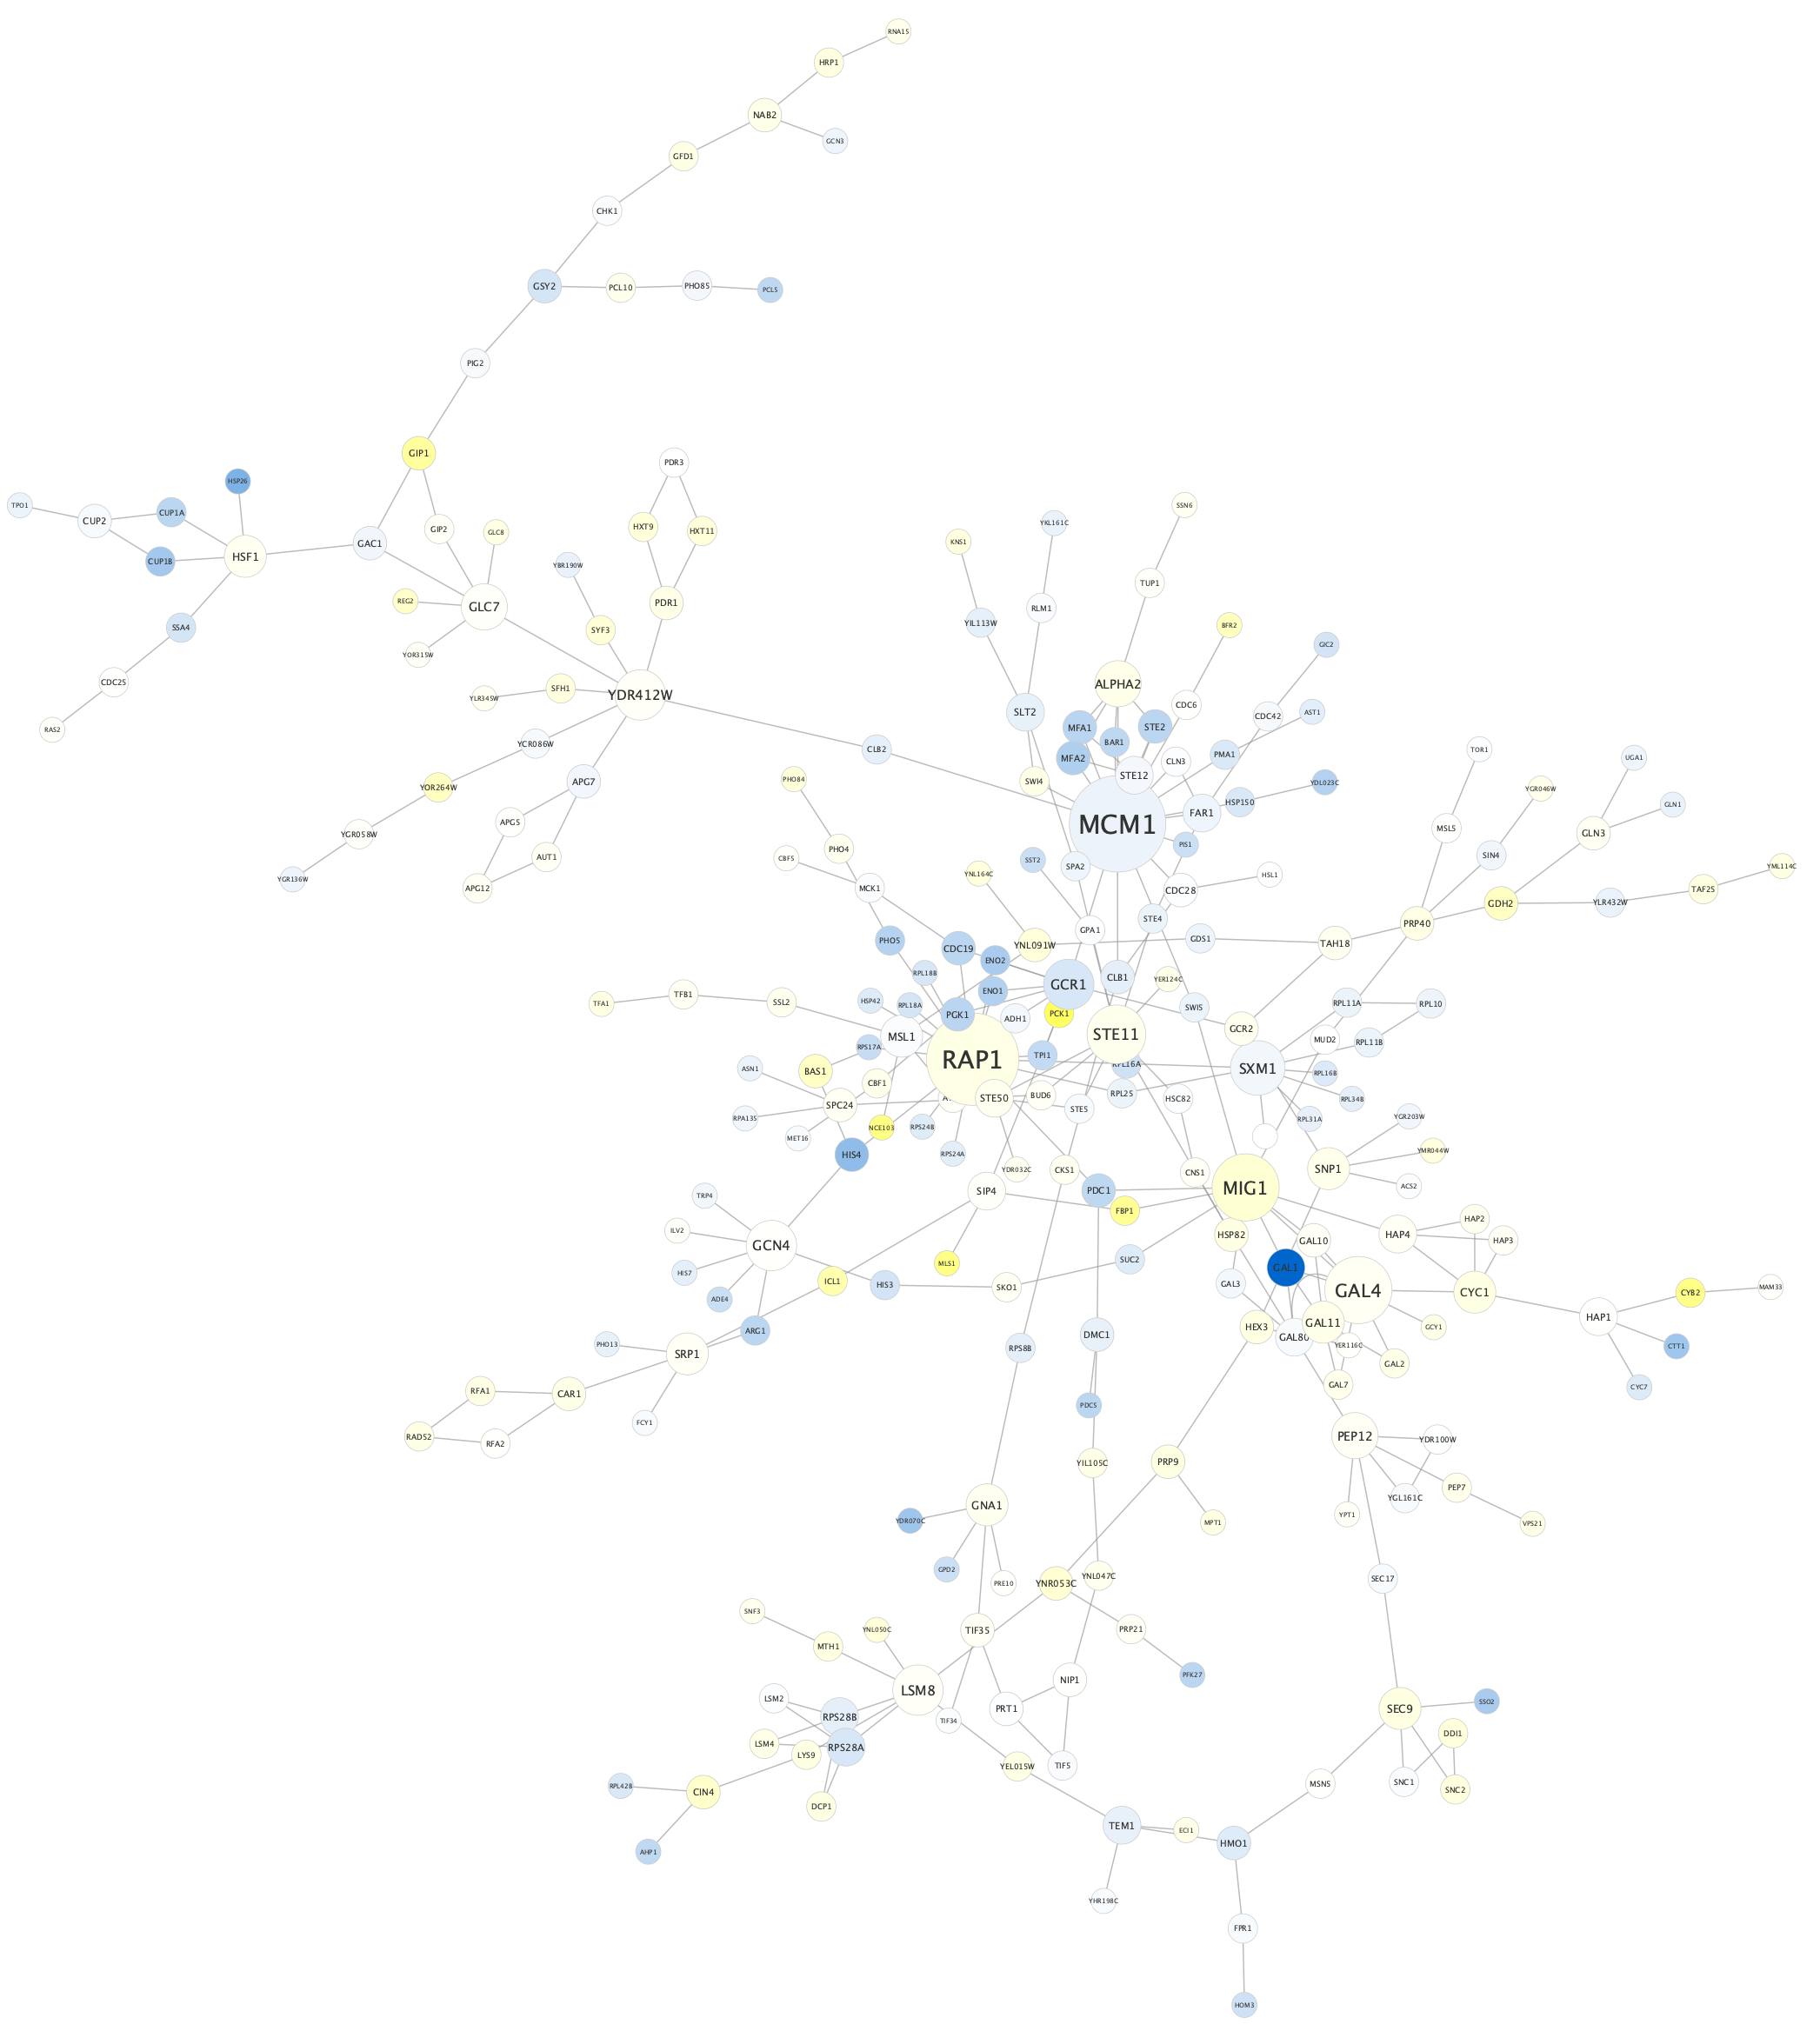 RNA15
HRP1
NAB2
GCN3
GFD1
CHK1
GSY2
PCL10
PHO85
PCL5
PIG2
GIP1
PDR3
HSP26
TPO1
CUP2
CUP1A
CUP1B
HSF1
GAC1
GIP2
GLC8
HXT9
HXT11
SSN6
YKL161C
KNS1
YBR190W
REG2
GLC7
PDR1
TUP1
RLM1
YIL113W
SYF3
SSA4
YOR315W
BFR2
GIC2
CDC25
ALPHA2
YLR345W
SFH1
YDR412W
CDC6
SLT2
CDC42
AST1
RAS2
MFA1
STE2
BAR1
YCR086W
CLB2
MFA2
CLN3
PMA1
TOR1
UGA1
STE12
PHO84
SWI4
YDL023C
YOR264W
APG7
YGR046W
HSP150
GLN1
MCM1
FAR1
APG5
MSL5
YGR058W
GLN3
PHO4
PIS1
CBF5
AUT1
SIN4
SST2
SPA2
YML114C
YGR136W
APG12
MCK1
YNL164C
CDC28
HSL1
TAF25
GDH2
YLR432W
STE4
PRP40
GPA1
PHO5
CDC19
YNL091W
GDS1
TAH18
ENO2
RPL18B
CLB1
YER124C
GCR1
ENO1
TFA1
TFB1
SSL2
HSP42
RPL18A
RPL11A
RPL10
SWI5
PGK1
ADH1
PCK1
GCR2
MSL1
STE11
MUD2
RPL11B
RPS17A
RAP1
TPI1
RPL16A
SXM1
ASN1
BAS1
CBF1
RPL16B
STE50
BUD6
RPL25
HSC82
RPL34B
SPC24
STE5
RPA135
RPL31A
YGR203W
NCE103
RPS24B
MET16
HIS4
RPS24A
YMR044W
YDR032C
CKS1
CNS1
SNP1
ACS2
TRP4
SIP4
PDC1
MIG1
FBP1
ILV2
HAP2
GCN4
HSP82
GAL10
HAP4
HAP3
MLS1
SUC2
HIS7
GAL1
ICL1
HIS3
SKO1
GAL3
GAL4
CYC1
CYB2
MAM33
ADE4
HAP1
ARG1
HEX3
GAL11
GCY1
DMC1
GAL80
PHO13
RPS8B
YER116C
CTT1
SRP1
GAL2
GAL7
CYC7
RFA1
CAR1
PDC5
FCY1
RAD52
RFA2
PEP12
YDR100W
YIL105C
PRP9
PEP7
YGL161C
GNA1
YPT1
VPS21
YDR070C
MPT1
GPD2
YNL047C
SEC17
PRE10
YNR053C
SNF3
YNL050C
TIF35
PRP21
MTH1
PFK27
NIP1
LSM8
LSM2
SSO2
PRT1
SEC9
RPS28B
TIF34
DDI1
LSM4
RPS28A
LYS9
YEL015W
TIF5
SNC1
MSN5
SNC2
RPL42B
CIN4
DCP1
TEM1
ECI1
HMO1
AHP1
YHR198C
FPR1
HOM3